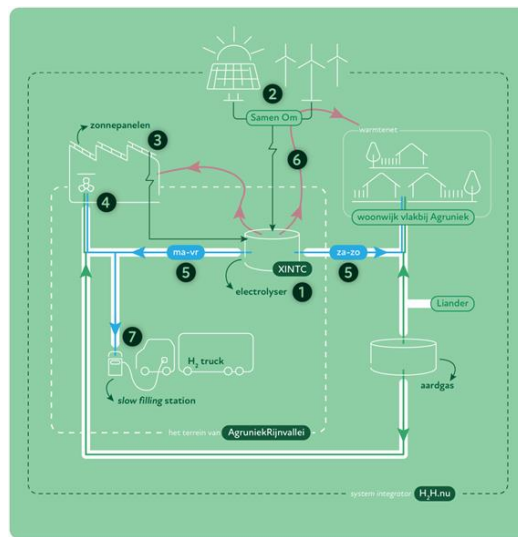 2
Samen Om
zonnepanelen
3
warmtenet
6
4
woonwijk vlakbij Agruniek
ma-vr
za-zo
5
XINTC
5
electrolyser
1
Liander
7
H₂ truck
aardgas
slow filling station
het terrein van AgruniekRijnvallei
system integrator H₂H.nu